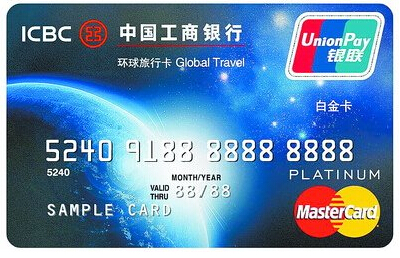 ICBC 中国工商银行
UnionPay
银联
环球旅行卡 Global Travel
白金卡
5240 9188 8888 8888
5240
MONTH/YEAR
VALID THRU 88/88
PLATINUM
SAMPLE CARD
MasterCard